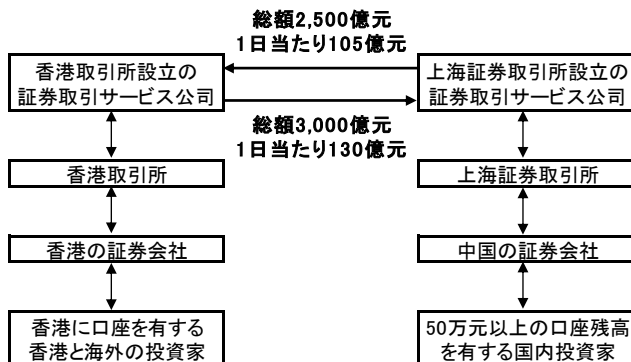 総額2,500億元
1日当たり105億元
香港取引所設立の
証券取引サービス公司
上海証券取引所設立の
証券取引サービス公司
総額3,000億元
1日当たり130億元
香港取引所
上海証券取引所
香港の証券会社
中国の証券会社
香港に口座を有する
香港と海外の投資家
50万元以上の口座残高
を有する国内投資家